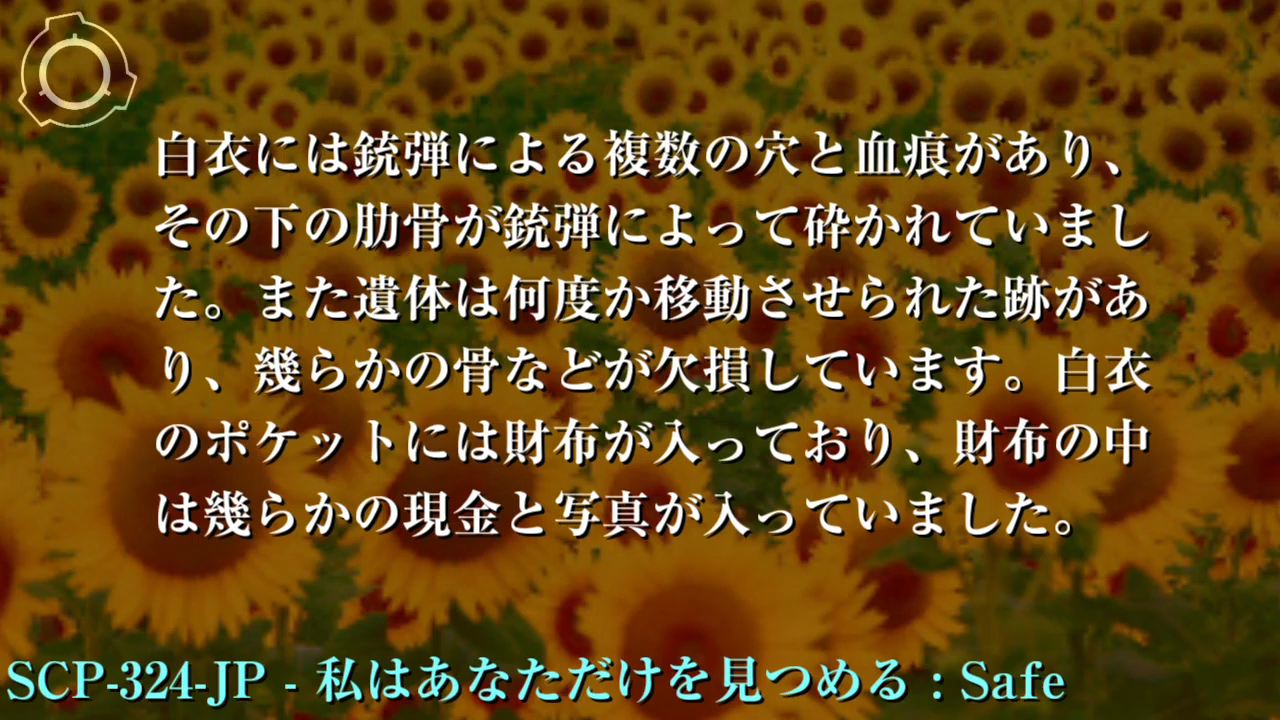 白衣には銃弾による複数の穴と血痕があり、
その下の肋骨が銃弾によって砕かれていまし
た。また遺体は何度か移動させられた跡があ
り、幾らかの骨などが欠損しています。白衣
のポケットには財布が入っており、財布の中
は幾らかの現金と写真が入っていました。
SCP-324-JP - 私はあなただけを見つめる : Safe